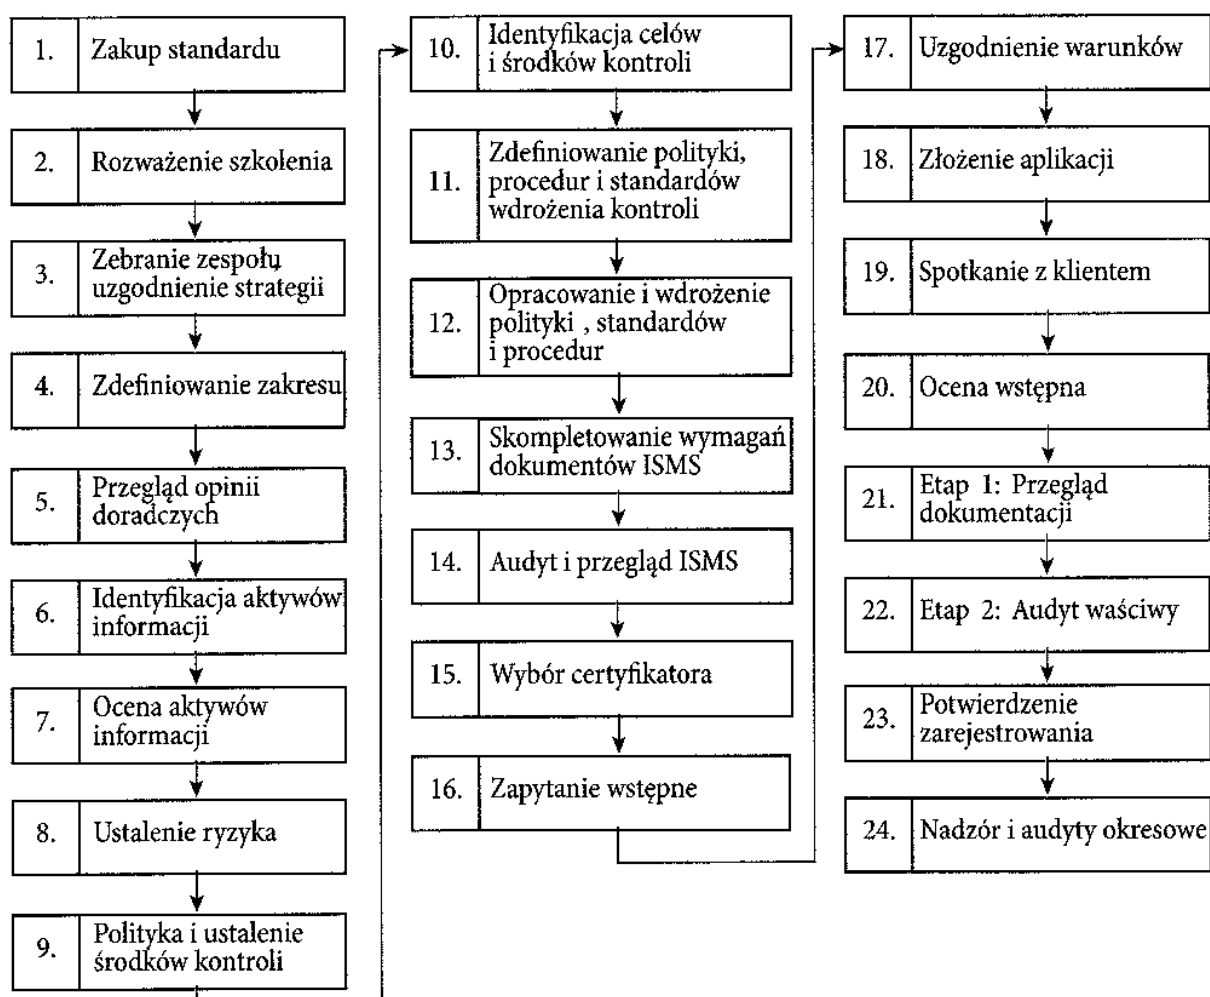 1. Zakup standardu
2. Rozważenie szkolenia
3. Zebranie zespołu
uzgodnienie strategii
4. Zdefiniowanie zakresu
5. Przegląd opinii
doradczych
6. Identyfikacja aktywów
informacji
7. Ocena aktywów
informacji
8. Ustalenie ryzyka
9. Polityka i ustalenie
środków kontroli
10. Identyfikacja celów
i środków kontroli
11. Zdefiniowanie polityki,
procedur i standardów
wdrożenia kontroli
12. Opracowanie i wdrożenie
polityki , standardów
i procedur
13. Skompletowanie wymagań
dokumentów ISMS
14. Audyt i przegląd ISMS
15. Wybór certyfikatora
16. Zapytanie wstępne
17. Uzgodnienie warunków
18. Złożenie aplikacji
19. Spotkanie z klientem
20. Ocena wstępna
21. Etap 1: Przegląd
dokumentacji
22. Etap 2: Audyt waściwy
23. Potwierdzenie
zarejestrowania
24. Nadzór i audyty okresowe